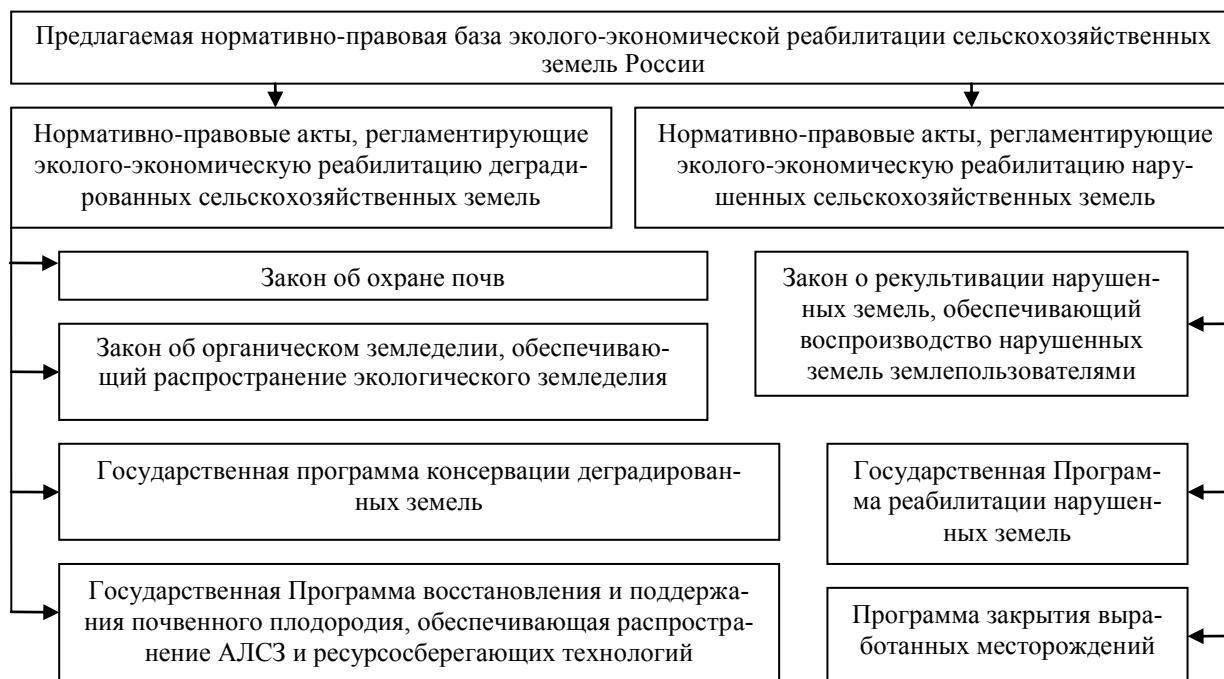 Предлагаемая нормативно-правовая база эколого-экономической реабилитации сельскохозяйственных
земель России
Нормативно-правовые акты, регламентирующие
эколого-экономическую реабилитацию дегради-
рованных сельскохозяйственных земель
Нормативно-правовые акты, регламентирующие
эколого-экономическую реабилитацию нару-
шенных сельскохозяйственных земель
Закон об охране почв
Закон об органическом земледелии, обеспечиваю-
щий распространение экологического земледелия
Государственная программа консервации деградирован-
ных земель
Государственная Программа восстановления и поддержа-
ния почвенного плодородия, обеспечивающая распростра-
нение АЛСЗ и ресурсосберегающих технологий
Закон о рекультивации нарушен-
ных земель, обеспечивающий
воспроизводство нарушенных
земель землепользователями
Государственная Програм-
ма реабилитации нарушен-
ных земель
Программа закрытия выра-
ботанных месторождений